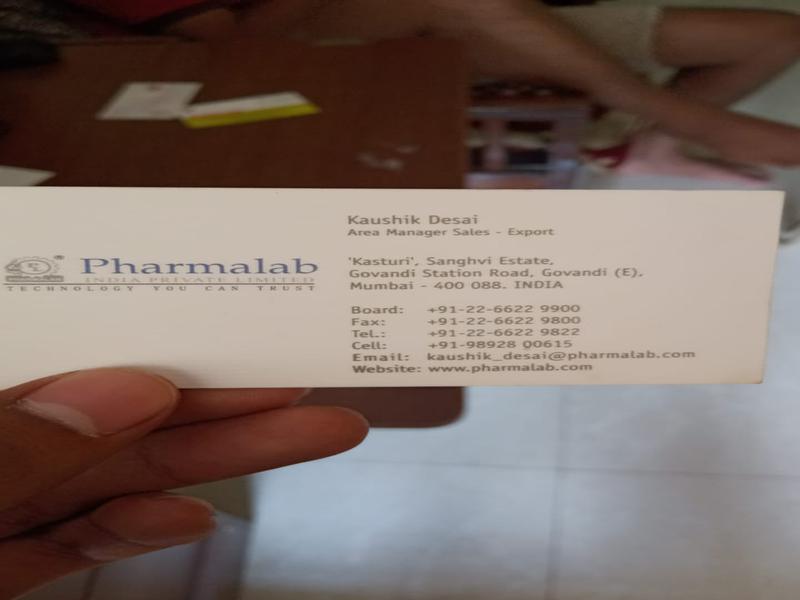 Pharmalab
INDIA PRIVATE LIMITED
TECHNOLOGY YOU CAN TRUST
Kaushik Desai
Area Manager Sales - Export
'Kasturi', Sanghvi Estate,
Govandi Station Road, Govandi (E),
Mumbai - 400 088. INDIA
Board: +91-22-6622 9900
Fax: +91-22-6622 9800
Tel.: +91-22-6622 9822
Cell: +91-98928 00615
Email: kaushik_desai@pharmalab.com
Website: www.pharmalab.com